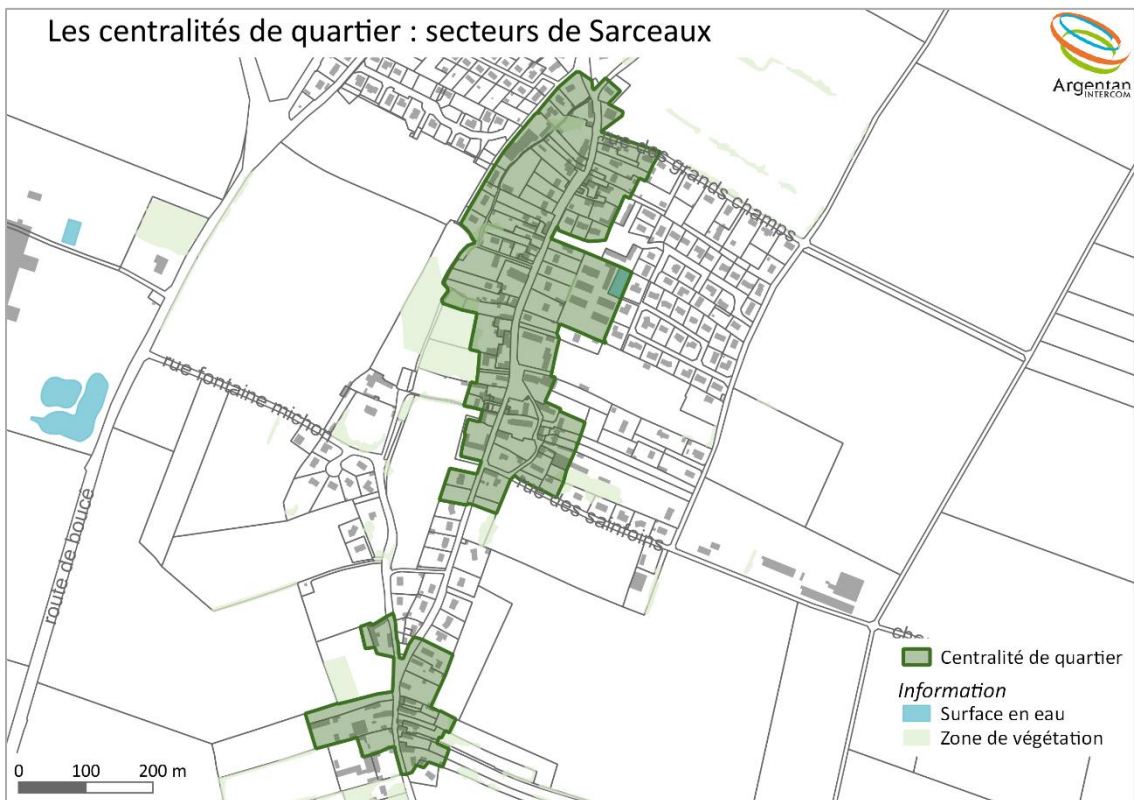 Les centralités de quartier : secteurs de Sarceaux
Argentan
INTERCOM
rue des grands champs
rue fontaine michon
route de bouce
rue des sainfoins
Centralité de quartier
Information
Surface en eau
Zone de végétation
0 100 200 m